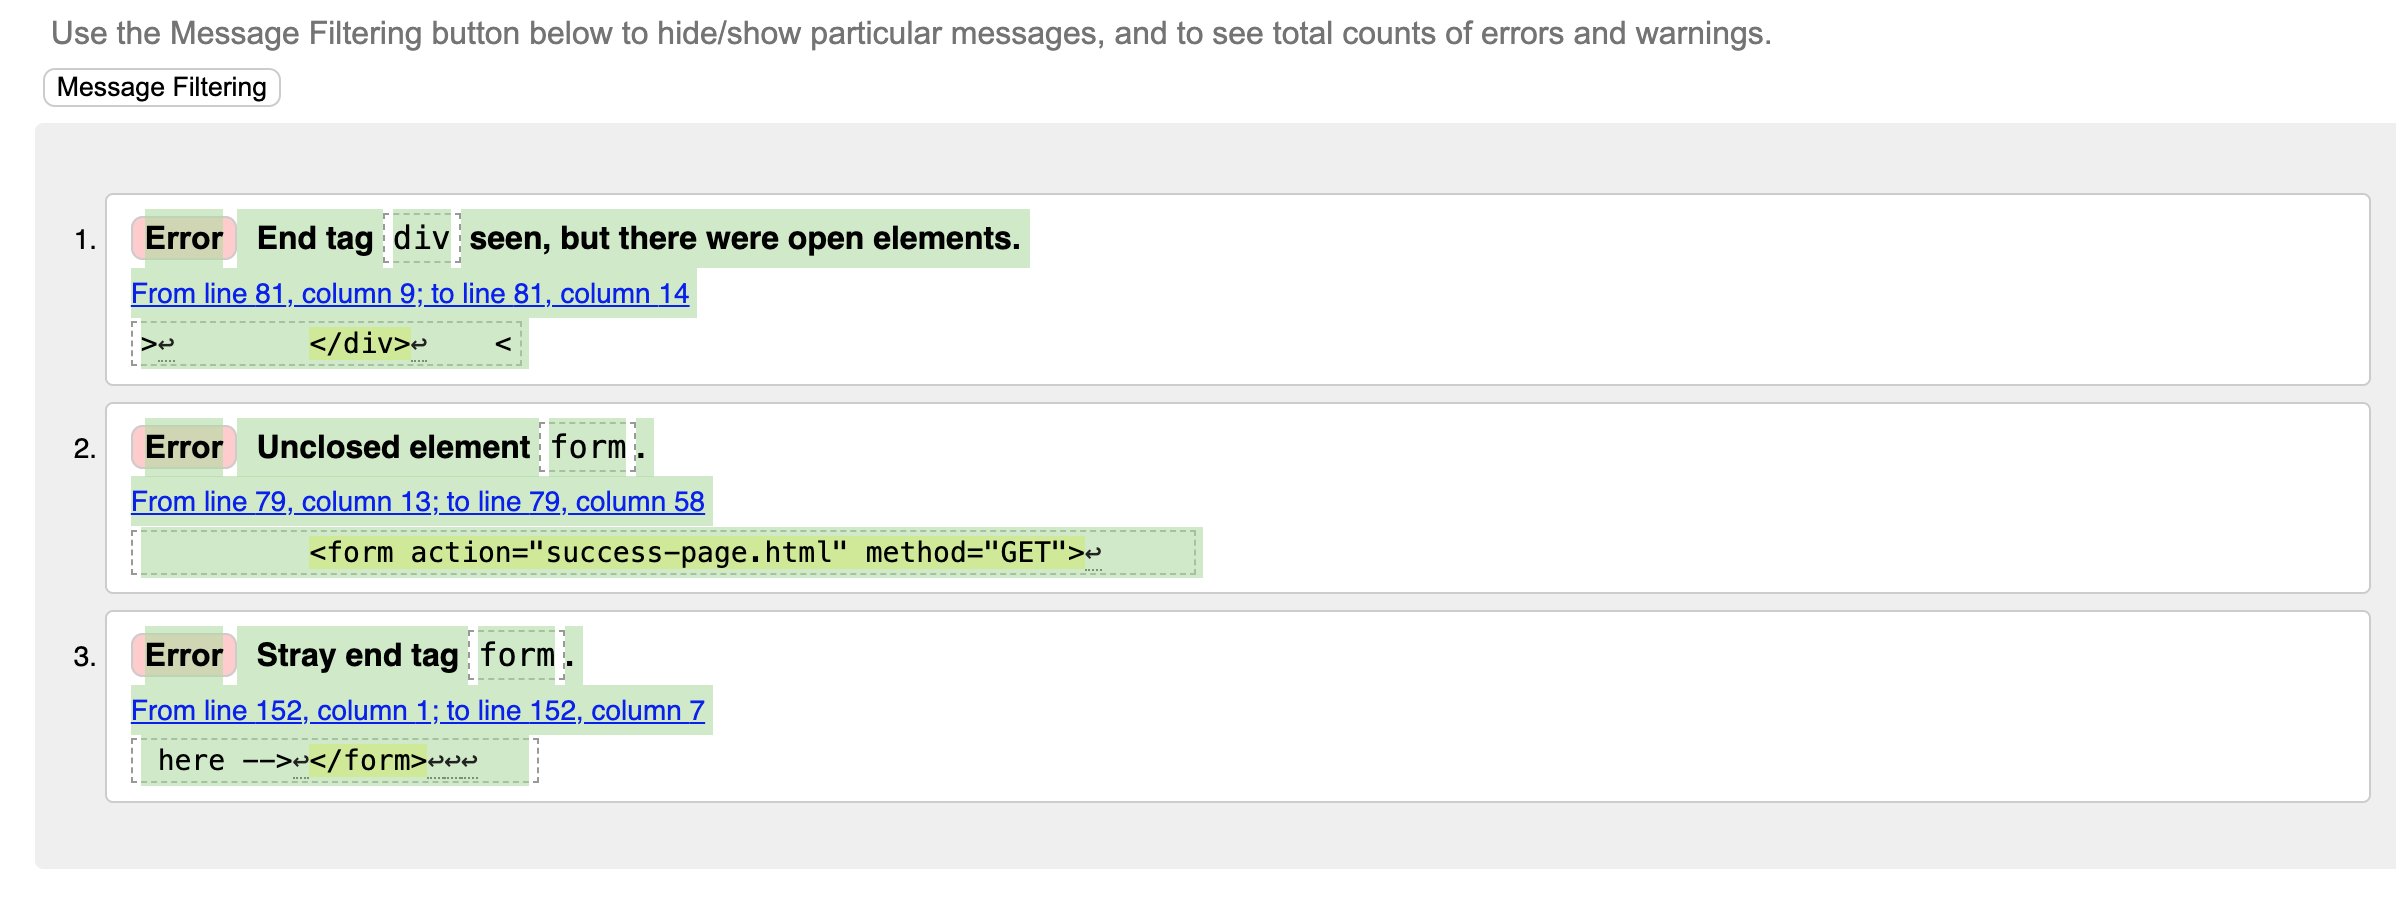 Use the Message Filtering button below to hide/show particular messages, and to see total counts of errors and warnings.
Message Filtering
1. Error End tag div seen, but there were open elements.
From line 81, column 9; to line 81, column 14
>↩        </div>↩    <
2. Error Unclosed element form.
From line 79, column 13; to line 79, column 58
<form action="success-page.html" method="GET">↩
3. Error Stray end tag form.
From line 152, column 1; to line 152, column 7
here -->↩</form>↩↩↩